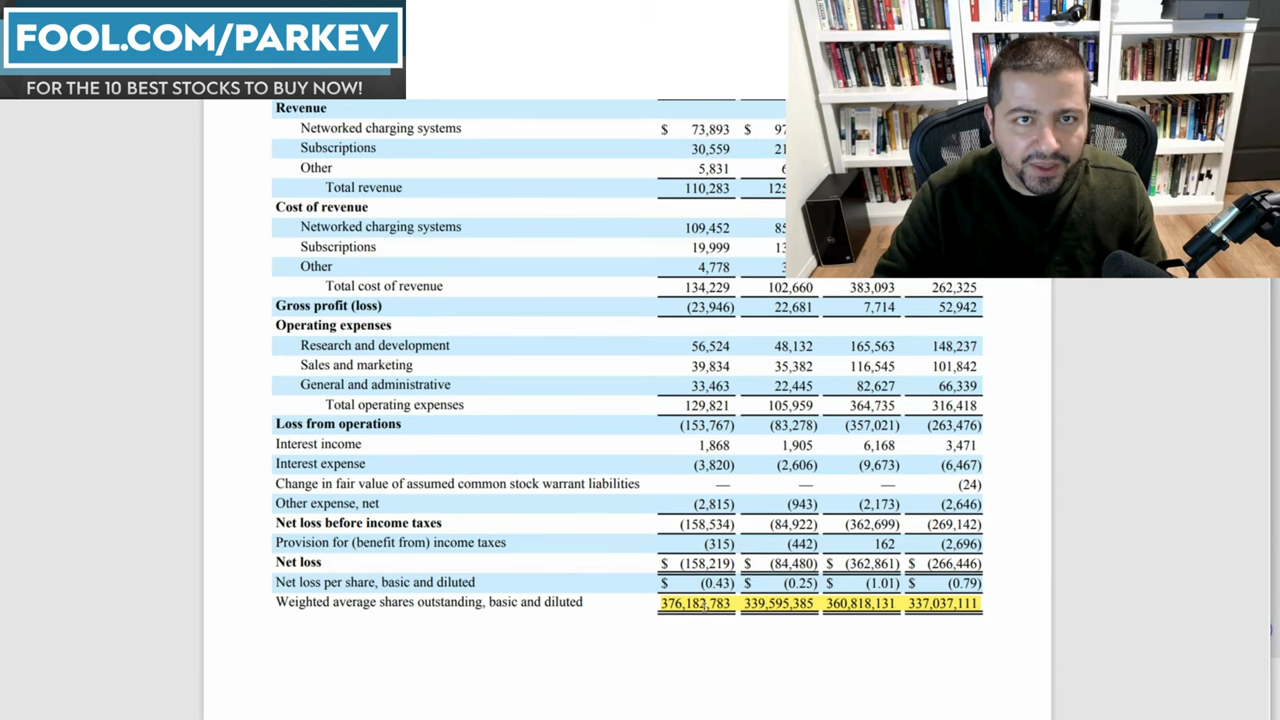 FOOL.COM/PARKEV
FOR THE 10 BEST STOCKS TO BUY NOW!
Revenue
Networked charging systems $ 73,893 $ 97
Subscriptions 30,559 21
Other 5,831
Total revenue 110,283 125
Cost of revenue
Networked charging systems 109,452 85
Subscriptions 19,999 13
Other 4,778
Total cost of revenue 134,229 102,660 383,093 262,325
Gross profit (loss) (23,946) 22,681 7,714 52,942
Operating expenses
Research and development 56,524 48,132 165,563 148,237
Sales and marketing 39,834 35,382 116,545 101,842
General and administrative 33,463 22,445 82,627 66,339
Total operating expenses 129,821 105,959 364,735 316,418
Loss from operations (153,767) (83,278) (357,021) (263,476)
Interest income 1,868 1,905 6,168 3,471
Interest expense (3,820) (2,606) (9,673) (6,467)
Change in fair value of assumed common stock warrant liabilities — — — (24)
Other expense, net (2,815) (943) (2,173) (2,646)
Net loss before income taxes (158,534) (84,922) (362,699) (269,142)
Provision for (benefit from) income taxes (315) (442) 162 (2,696)
Net loss $ (158,219) $ (84,480) $ (362,861) $ (266,446)
Net loss per share, basic and diluted $ (0.43) $ (0.25) $ (1.01) $ (0.79)
Weighted average shares outstanding, basic and diluted 376,182,783 339,595,385 360,818,131 337,037,111